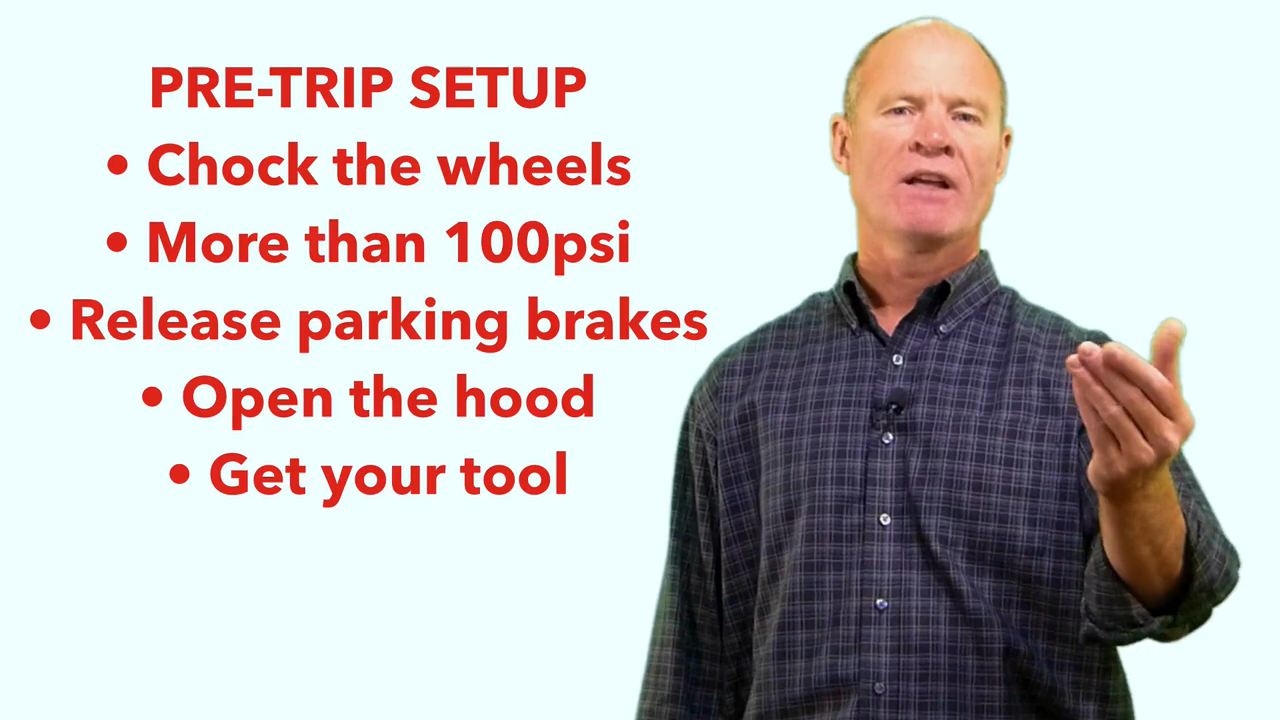 PRE-TRIP SETUP
• Chock the wheels
• More than 100psi
• Release parking brakes
• Open the hood
• Get your tool